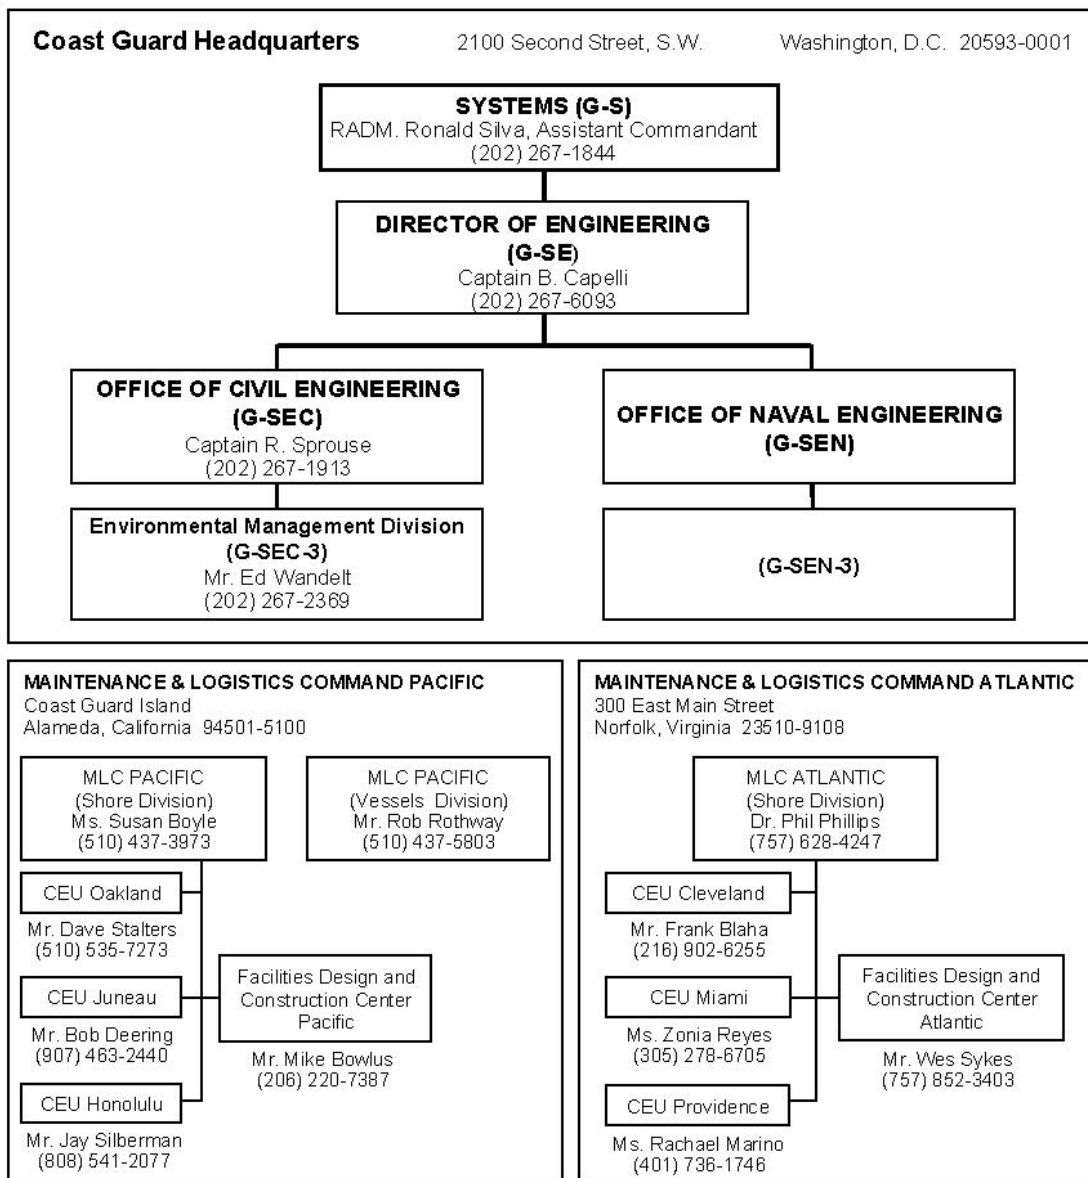 Coast Guard Headquarters 2100 Second Street, S.W. Washington, D.C. 20593-0001
SYSTEMS (G-S)
RADM. Ronald Silva, Assistant Commandant
(202) 267-1844
DIRECTOR OF ENGINEERING
(G-SE)
Captain B. Capelli
(202) 267-6093
OFFICE OF CIVIL ENGINEERING
(G-SEC)
Captain R. Sprouse
(202) 267-1913
OFFICE OF NAVAL ENGINEERING
(G-SEN)
Environmental Management Division
(G-SEC-3)
Mr. Ed Wandelt
(202) 267-2369
(G-SEN-3)
MAINTENANCE & LOGISTICS COMMAND PACIFIC
Coast Guard Island
Alameda, California 94501-5100
MLC PACIFIC
(Shore Division)
Ms. Susan Boyle
(510) 437-3973
MLC PACIFIC
(Vessels Division)
Mr. Rob Rothway
(510) 437-5803
CEU Oakland
Mr. Dave Stalters
(510) 535-7273
CEU Juneau
Mr. Bob Deering
(907) 463-2440
Facilities Design and
Construction Center
Pacific
Mr. Mike Bowlus
(206) 220-7387
CEU Honolulu
Mr. Jay Silberman
(808) 541-2077
MAINTENANCE & LOGISTICS COMMAND ATLANTIC
300 East Main Street
Norfolk, Virginia 23510-9108
MLC ATLANTIC
(Shore Division)
Dr. Phil Phillips
(757) 628-4247
CEU Cleveland
Mr. Frank Blaha
(216) 902-6255
CEU Miami
Ms. Zonia Reyes
(305) 278-6705
Facilities Design and
Construction Center
Atlantic
Mr. Wes Sykes
(757) 852-3403
CEU Providence
Ms. Rachael Marino
(401) 736-1746